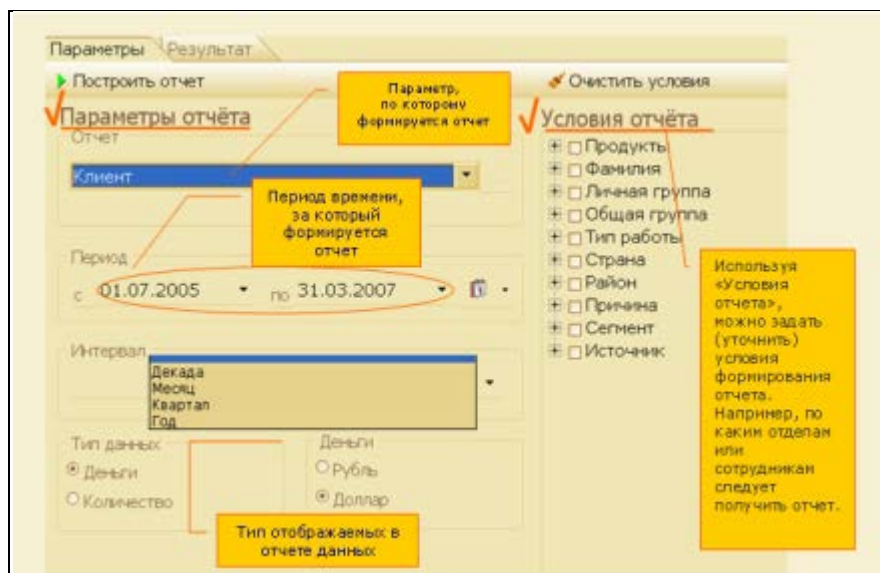 Параметры Результат
Построить отчет
Очистить условия
Параметры отчёта
Отчет
Клиент
Параметр,
по которому
формируется отчет
Период времени,
за который
формируется
отчет
Период
с 01.07.2005 по 31.03.2007
Интервал
Декада
Месяц
Квартал
Год
Тип данных
Деньги
Количество
Деньги
Рубль
Доллар
Тип отображаемых в
отчете данных
Условия отчёта
Продукты
Фамилия
Личная группа
Общая группа
Тип работы
Страна
Район
Причина
Сегмент
Источник
Используя
«Условия
отчета»,
можно задать
(уточнить)
условия
формирования
отчета.
Например, по
каким отделам
или
сотрудникам
следует
получить отчет.